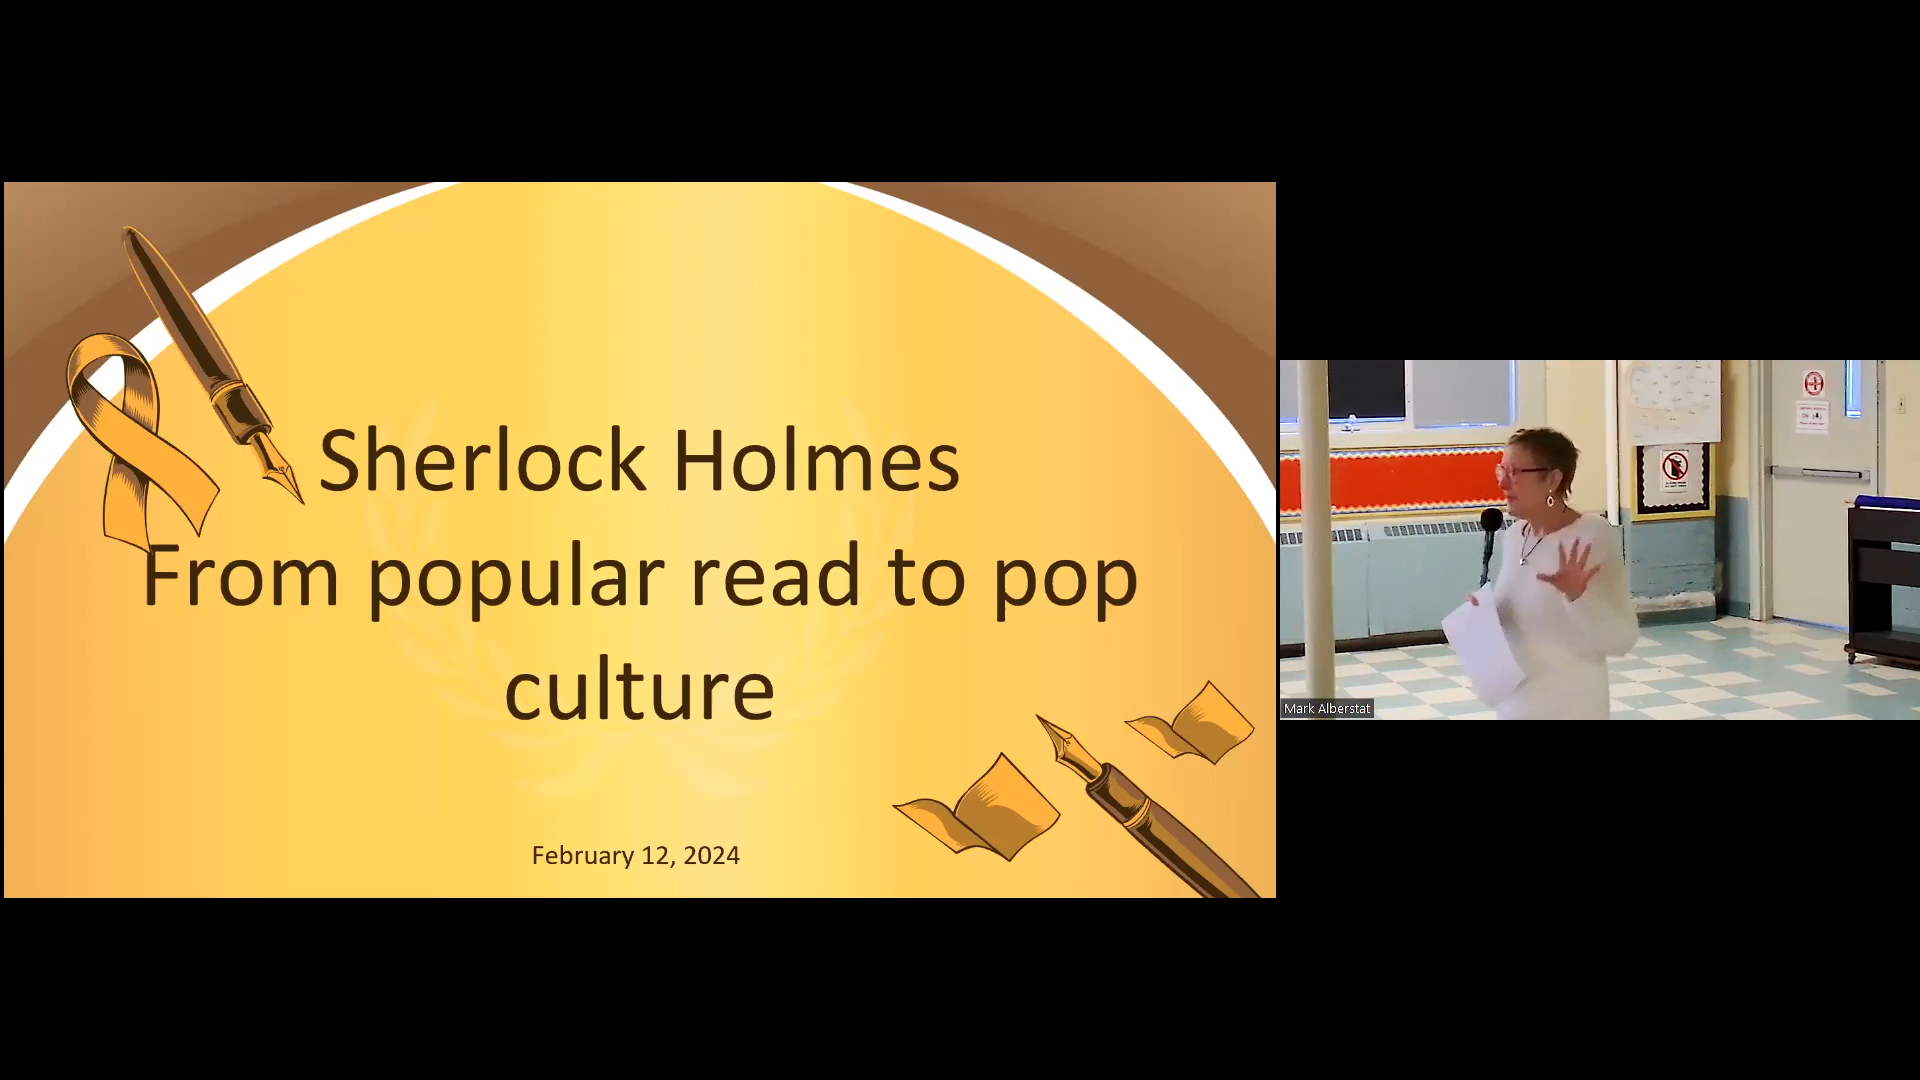 Sherlock Holmes
From popular read to pop
culture
February 12, 2024
Mark Alberstat